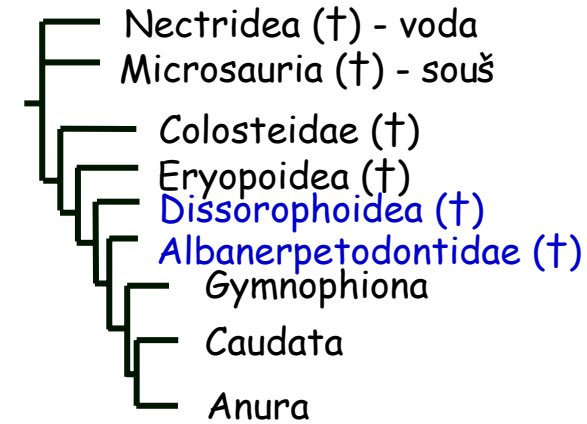 Nectridea (†) - voda
Microsauria (†) - souš
Colosteidae (†)
Eryopoidea (†)
Dissorophoidea (†)
Albanerpetodontidae (†)
Gymnophiona
Caudata
Anura